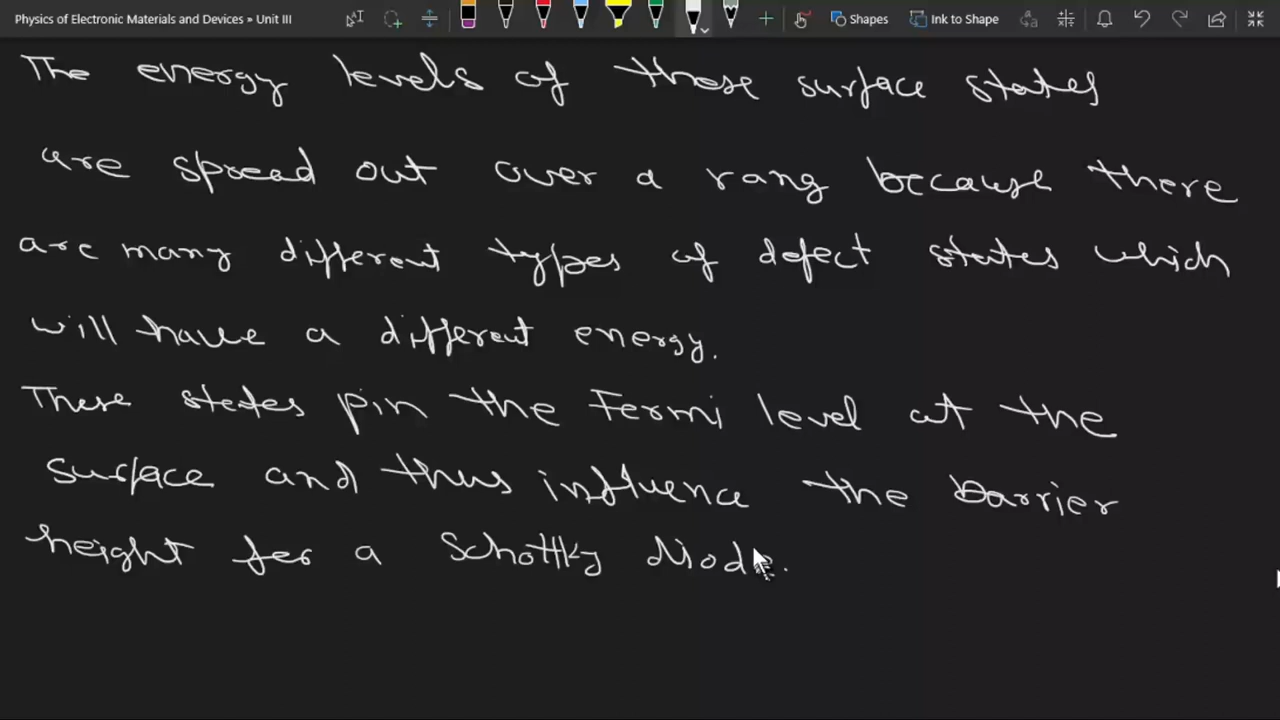 Physics of Electronic Materials and Devices » Unit III
Shapes
Ink to Shape
The energy levels of these surface states
are spread out over a rang because there
are many different types of defect states which
will have a different energy.
These states pin the Fermi level at the
surface and thus influence the barrier
height for a Schottky Diode.